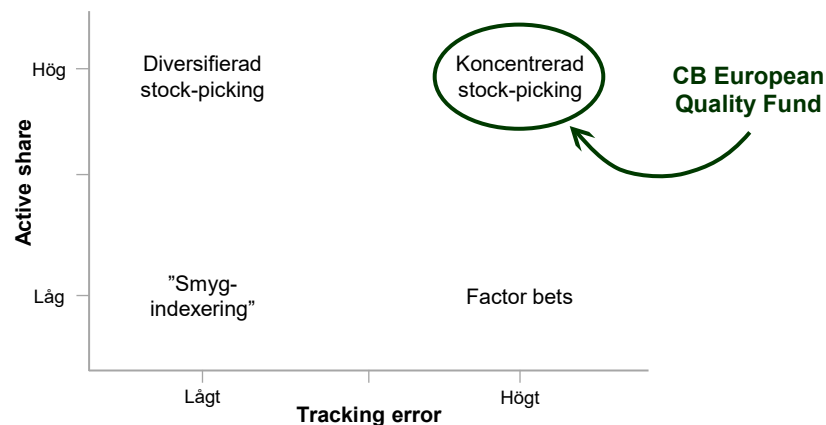 Hög
Diversifierad
stock-picking
Koncentrerad
stock-picking
CB European
Quality Fund
Active share
Låg
”Smyg-
indexering”
Factor bets
Lågt
Högt
Tracking error